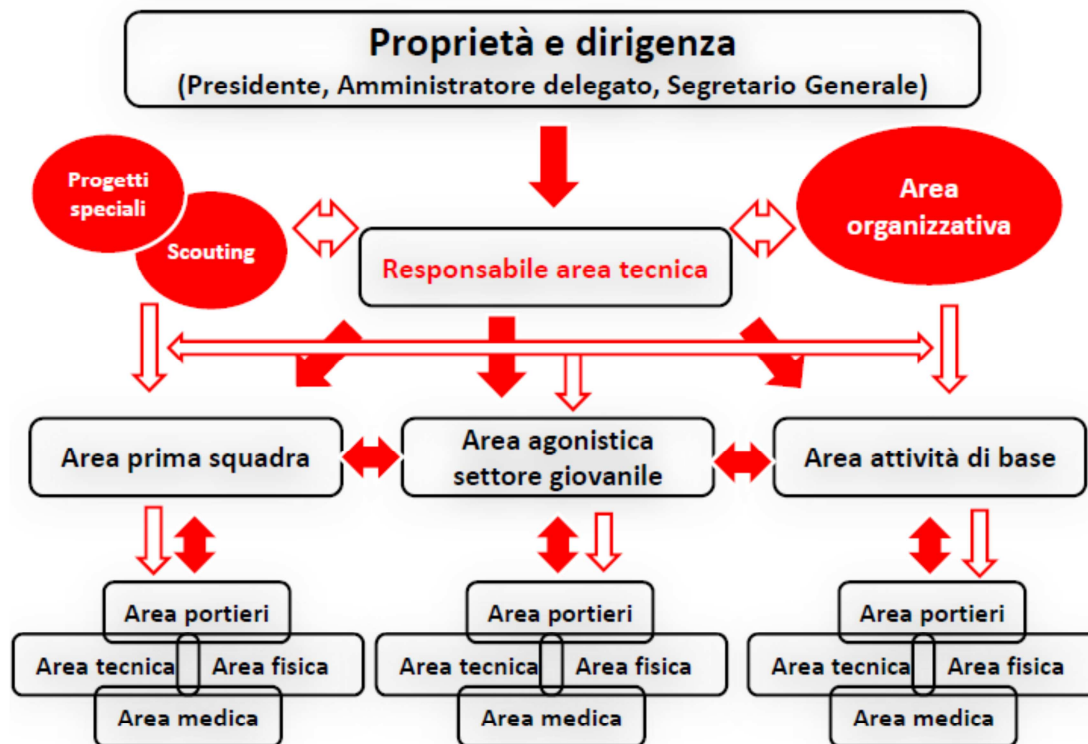 Proprietà e dirigenza
(Presidente, Amministratore delegato, Segretario Generale)
Progetti
speciali
Scouting
Area
organizzativa
Responsabile area tecnica
Area prima squadra
Area agonistica
settore giovanile
Area attività di base
Area portieri
Area tecnica
Area fisica
Area medica
Area portieri
Area tecnica
Area fisica
Area medica
Area portieri
Area tecnica
Area fisica
Area medica